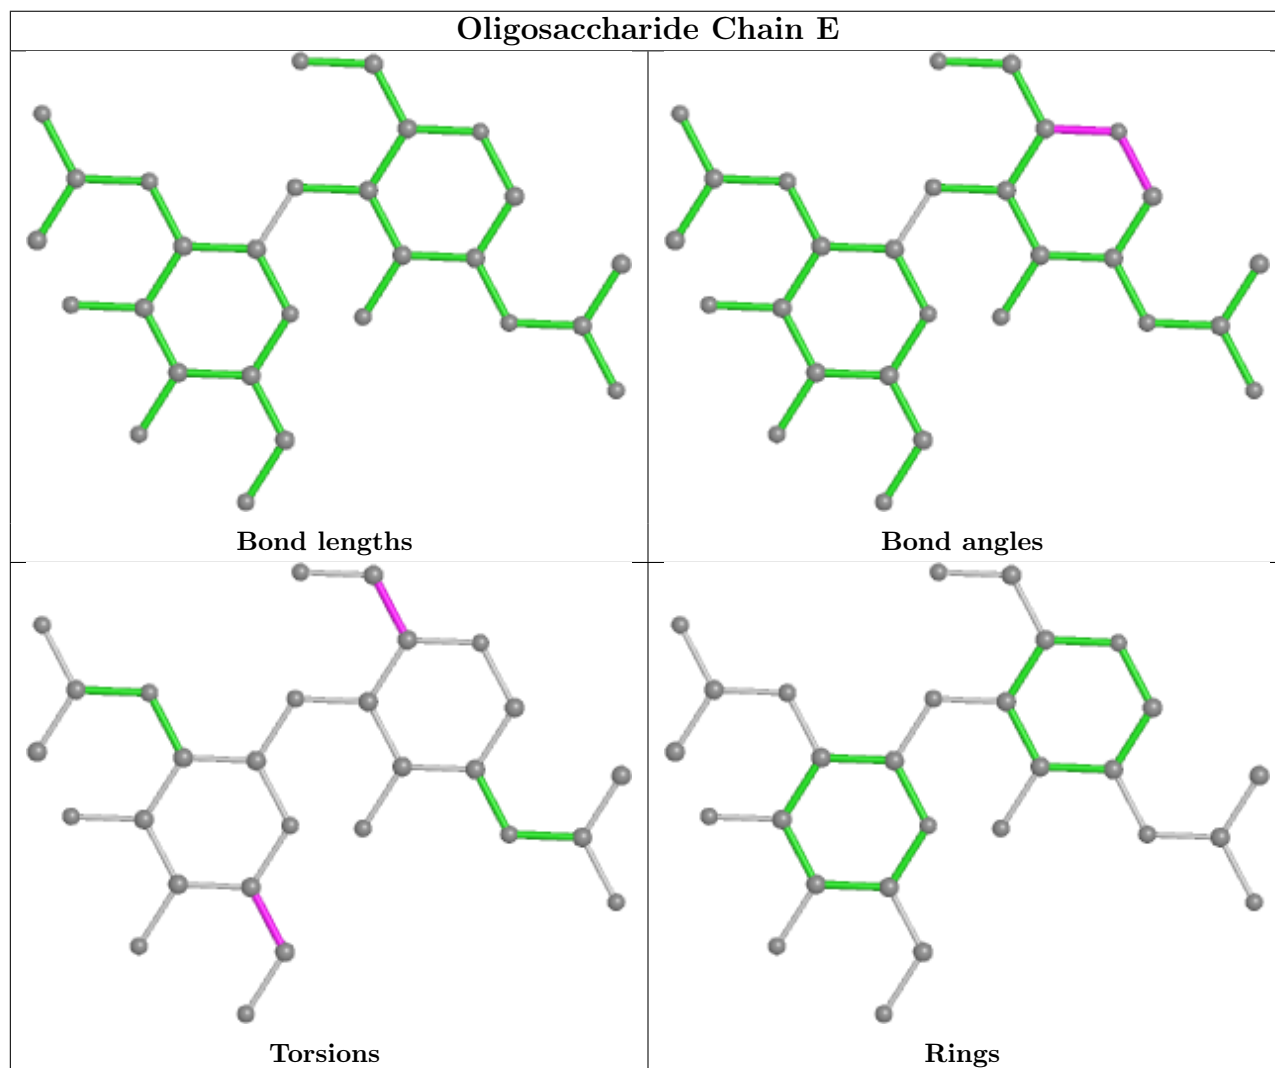 Oligosaccharide Chain E
Bond lengths
Bond angles
Torsions
Rings